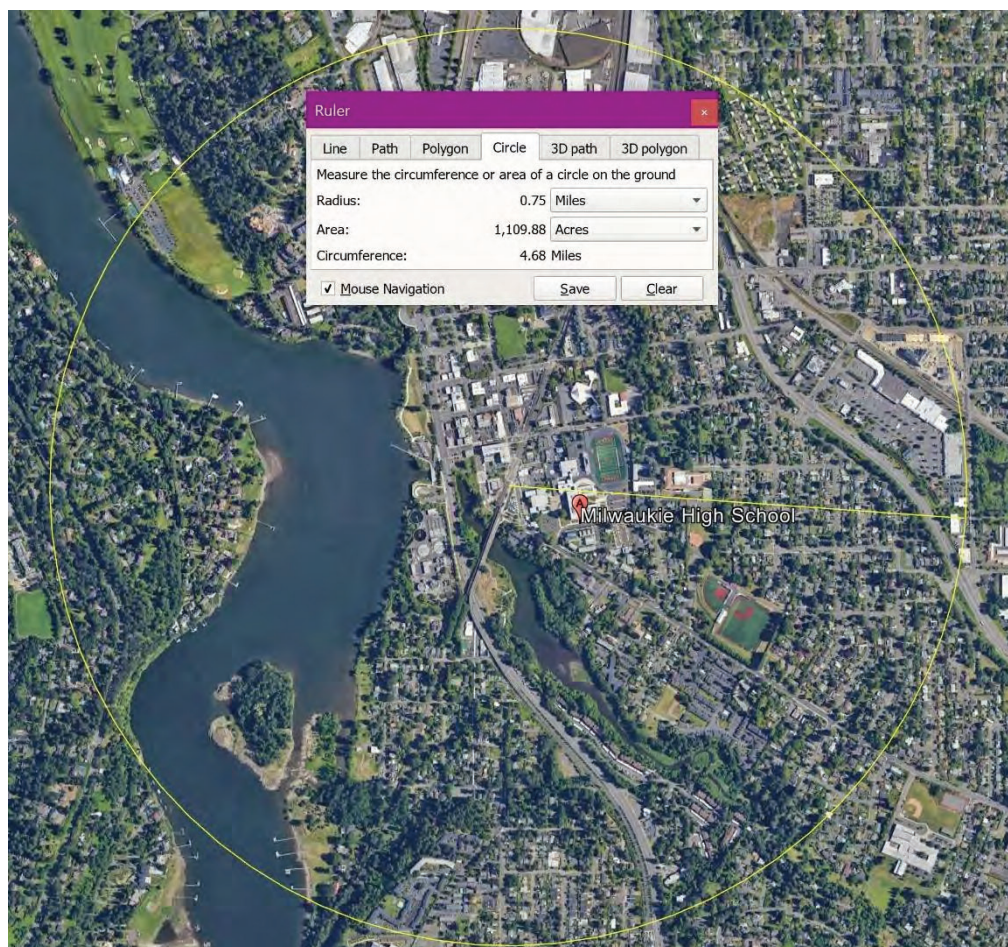 Ruler
Line Path Polygon Circle 3D path 3D polygon
Measure the circumference or area of a circle on the ground
Radius: 0.75 Miles
Area: 1,109.88 Acres
Circumference: 4.68 Miles
Mouse Navigation Save Clear
A
Milwaukie High School